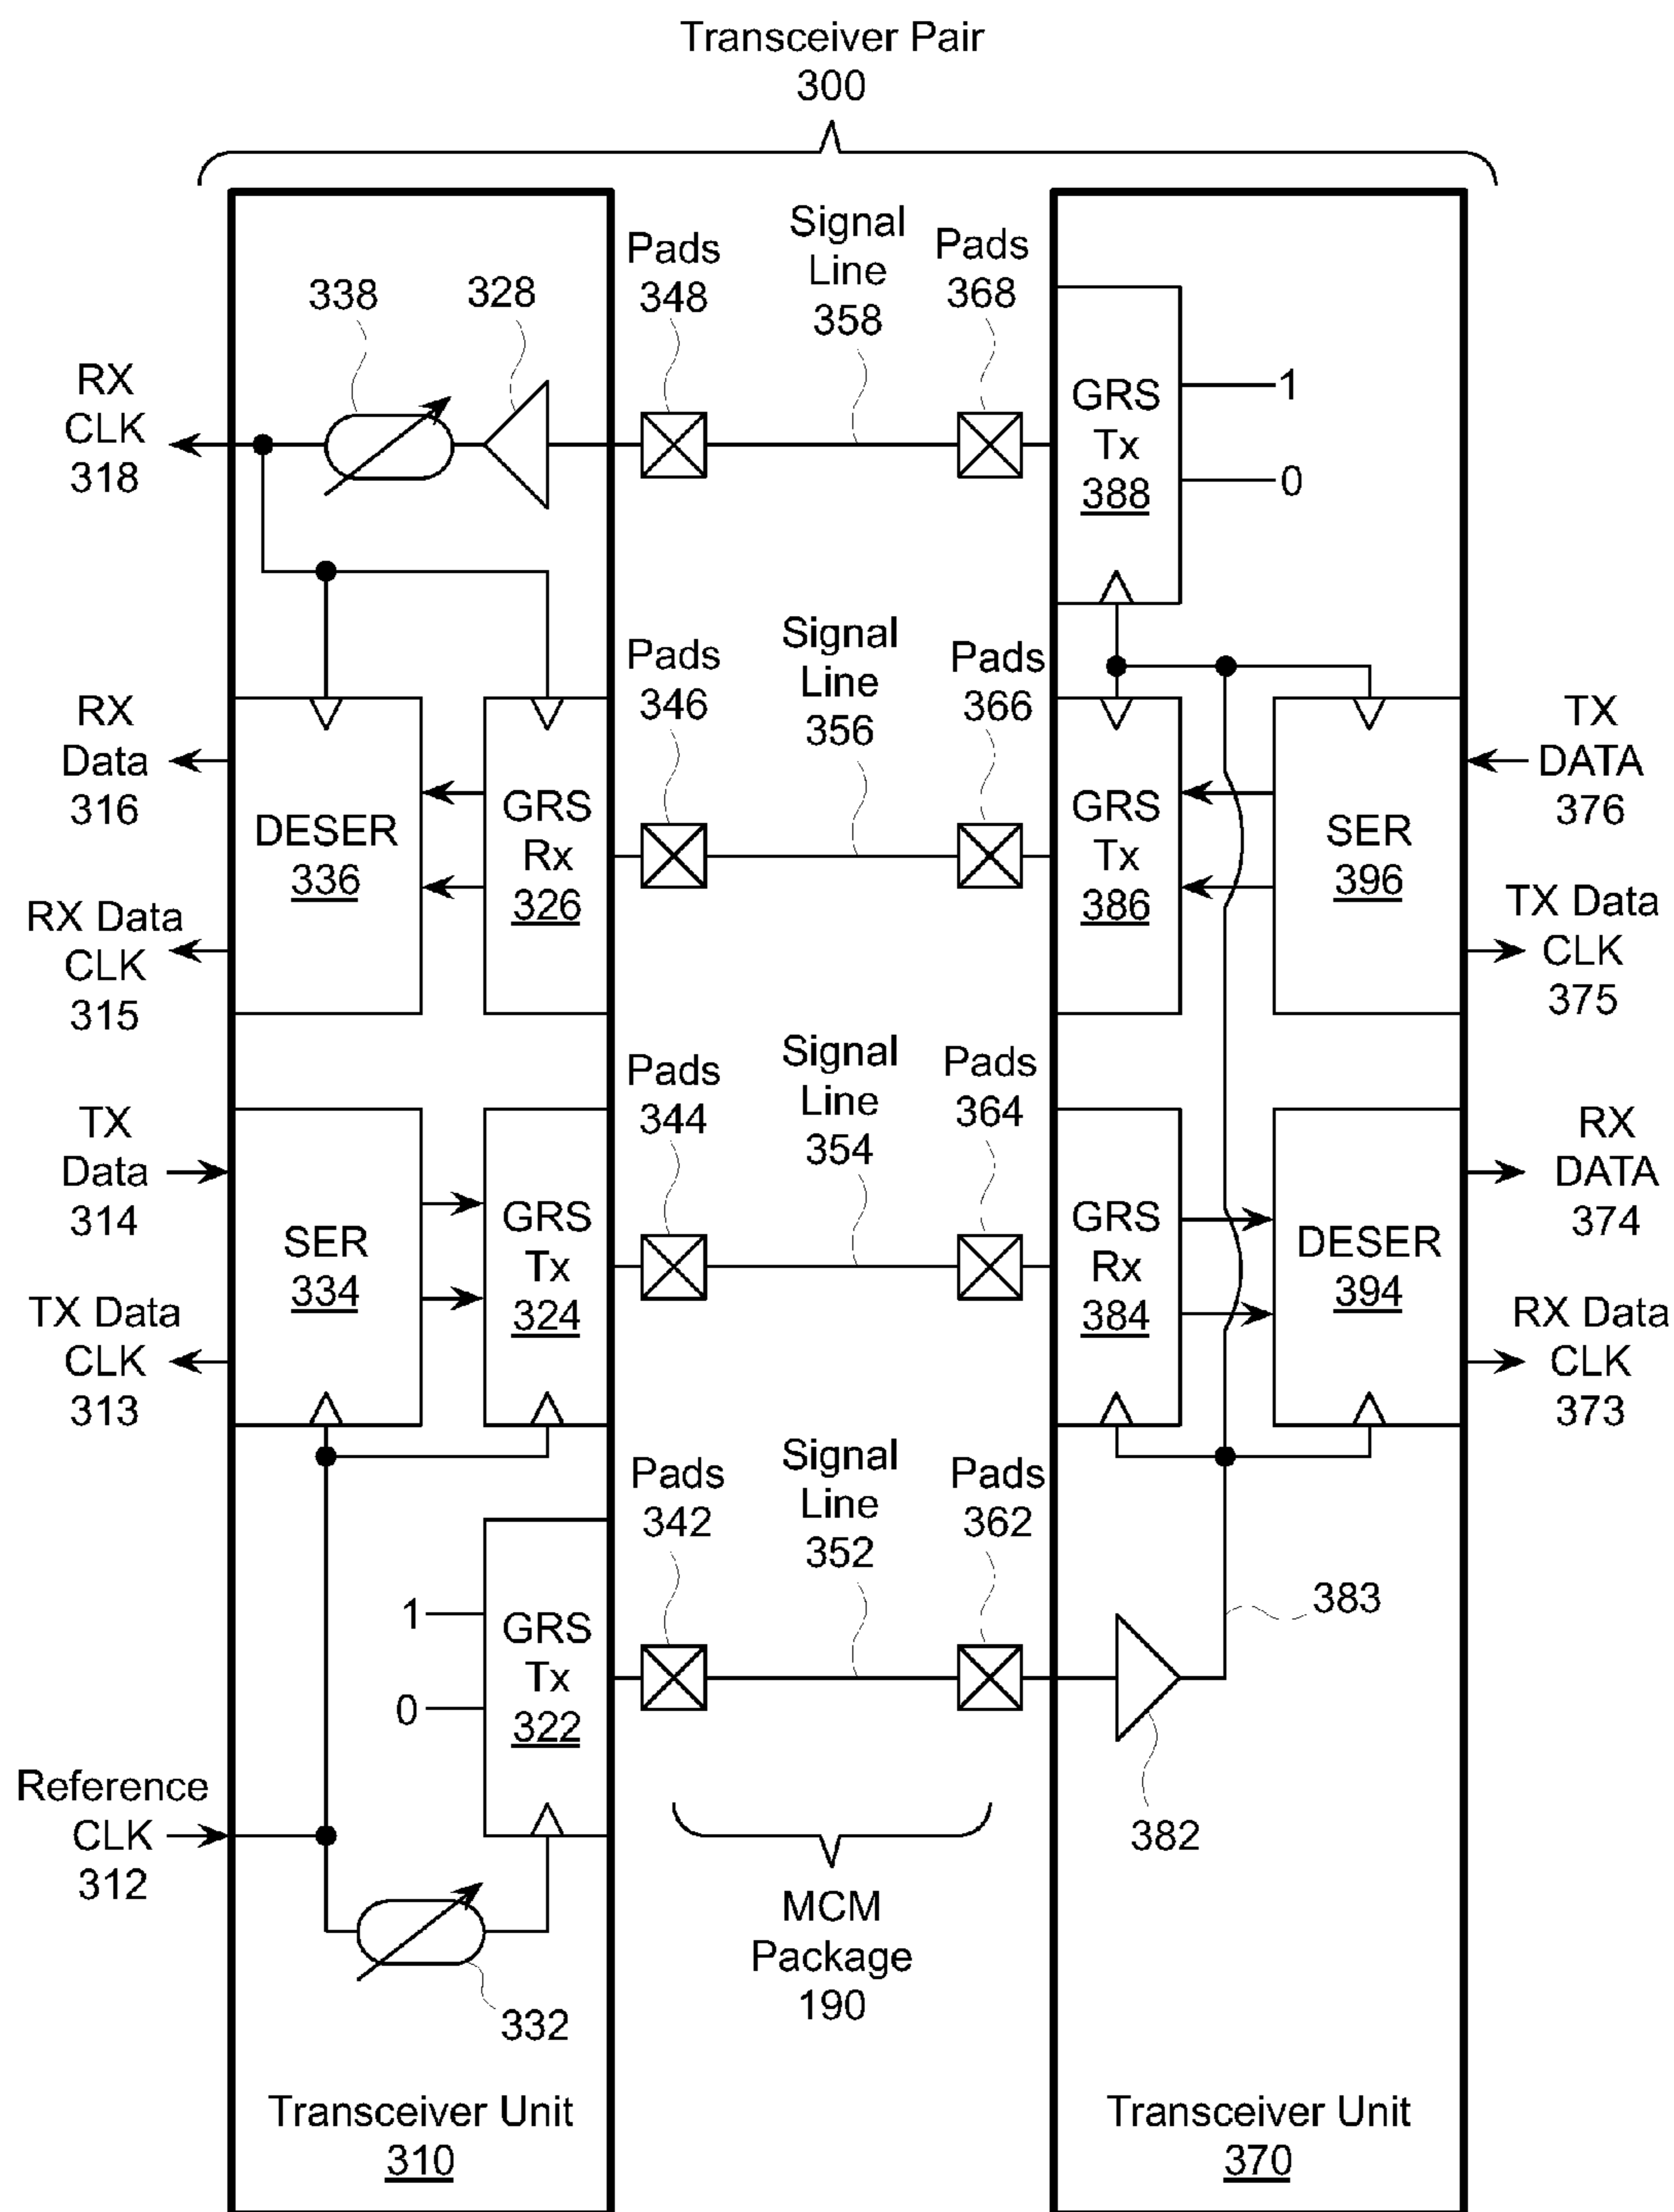 Transceiver Pair
300
Pads
348
Signal
Line
358
Pads
368
338
328
RX
CLK
318
GRS
Tx
388
1
0
Pads
346
Signal
Line
356
Pads
366
RX
Data
316
DESER
336
GRS
Rx
326
GRS
Tx
386
SER
396
TX
DATA
376
RX Data
CLK
315
TX Data
CLK
375
Pads
344
Signal
Line
354
Pads
364
TX
Data
314
SER
334
GRS
Tx
324
GRS
Rx
384
DESER
394
RX
DATA
374
TX Data
CLK
313
RX Data
CLK
373
Pads
342
Signal
Line
352
Pads
362
1
0
GRS
Tx
322
383
382
Reference
CLK
312
332
MCM
Package
190
Transceiver Unit
310
Transceiver Unit
370